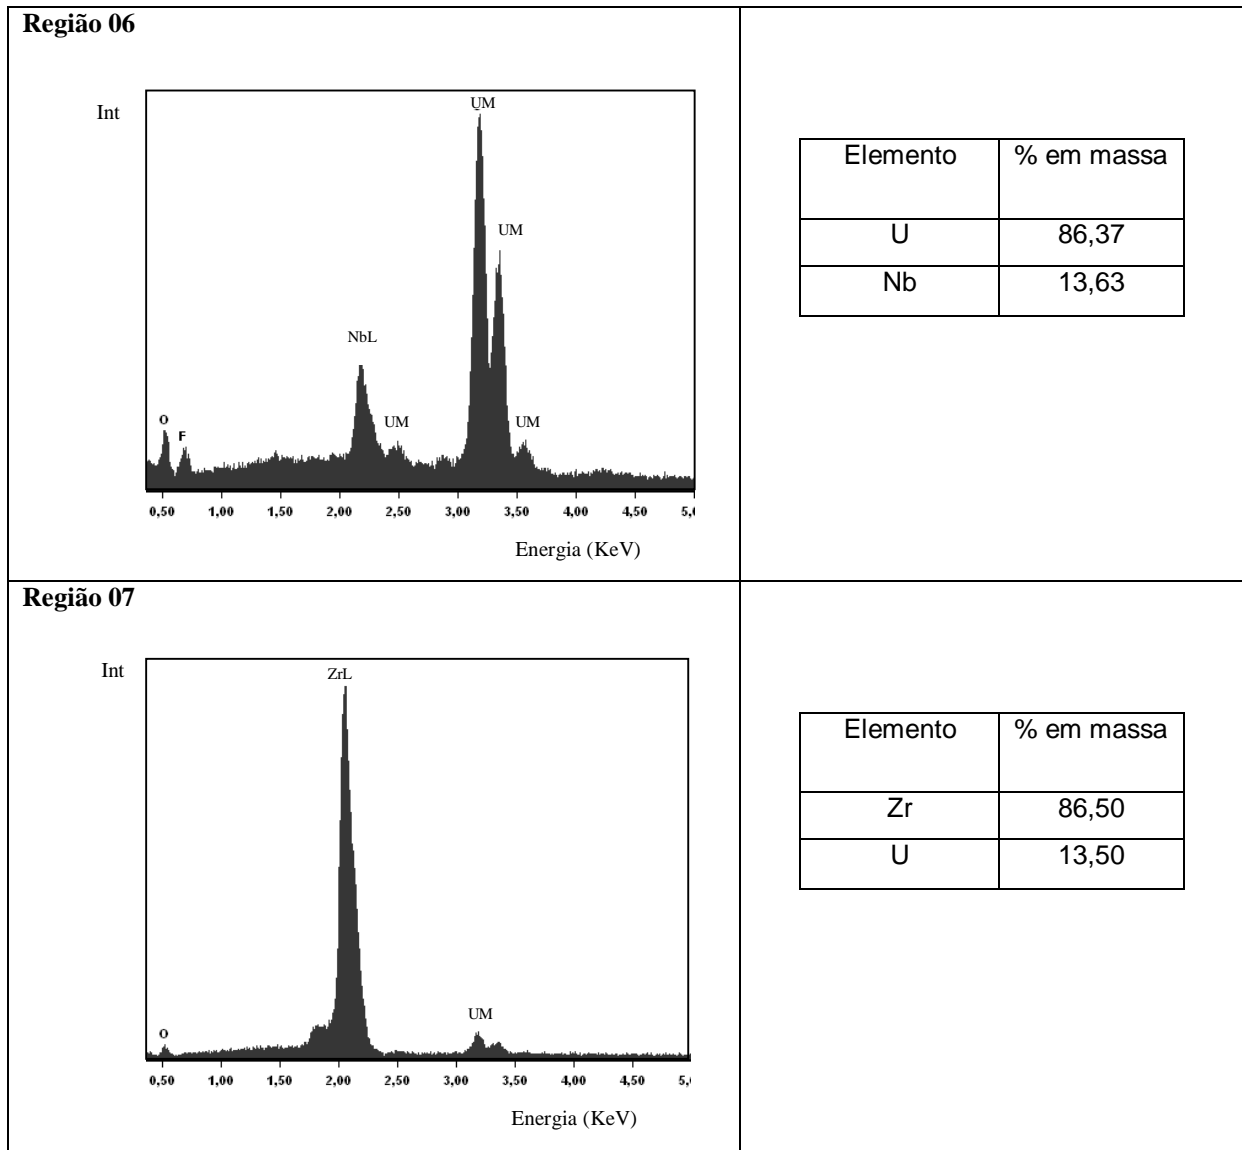 Região 06
Int
UM
UM
NbL
UM
UM
O
F
0,50 1,00 1,50 2,00 2,50 3,00 3,50 4,00 4,50 5,0
Energia (KeV)
Elemento % em massa
U 86,37
Nb 13,63
Região 07
Int
ZrL
UM
O
0,50 1,00 1,50 2,00 2,50 3,00 3,50 4,00 4,50 5,
Energia (KeV)
Elemento % em massa
Zr 86,50
U 13,50